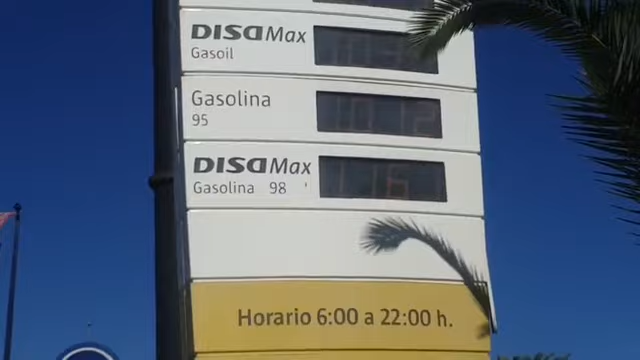 DISAMax
Gasoil
Gasolina
95
DISAMax
Gasolina 98
Horario 6:00 a 22:00 h.